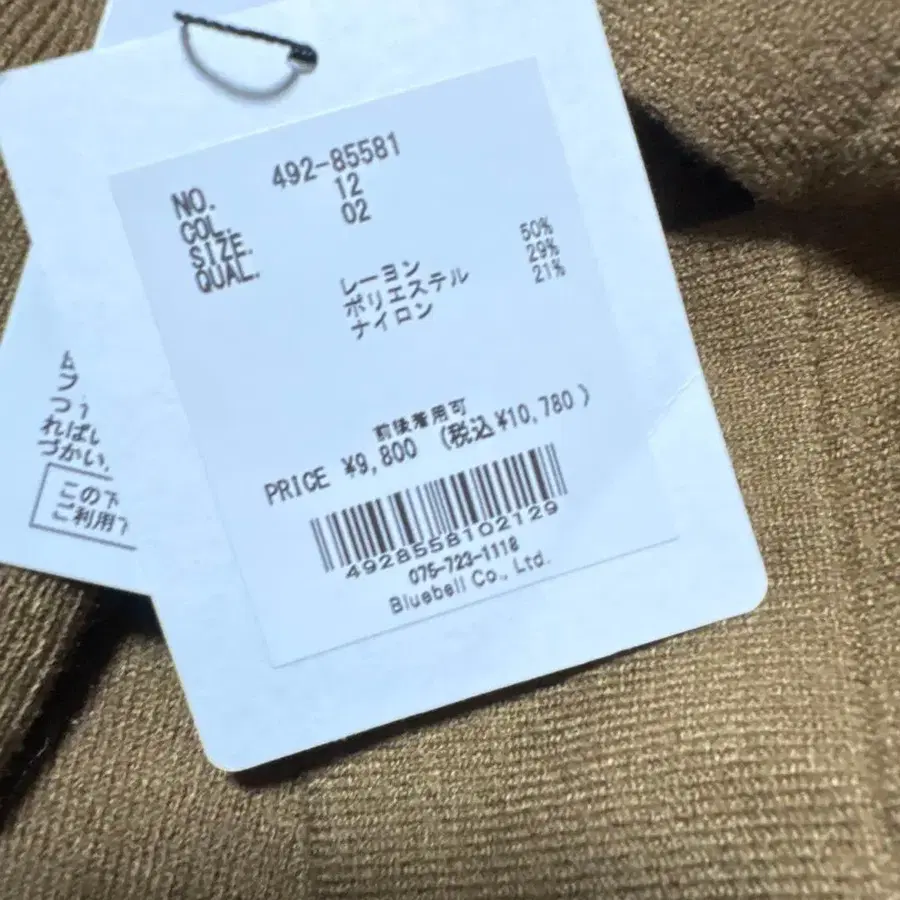 NO. 492-85581
COL. 12
SIZE. 02
QUAL.
レーヨン 50%
ポリエステル 29%
ナイロン 21%
前後着用可
PRICE ¥9,800 (税込¥10,780)
4928558102129
075-723-1118
Bluebell Co., Ltd.
づかい
この下
ご利用